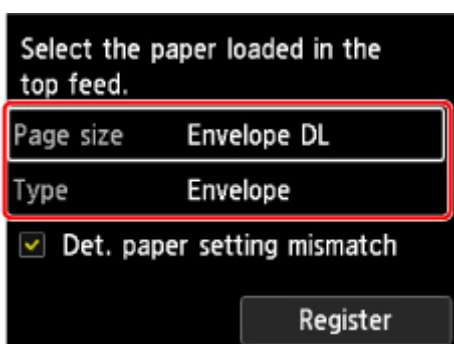 Select the paper loaded in the
top feed.
Page size Envelope DL
Type Envelope
Det. paper setting mismatch
Register